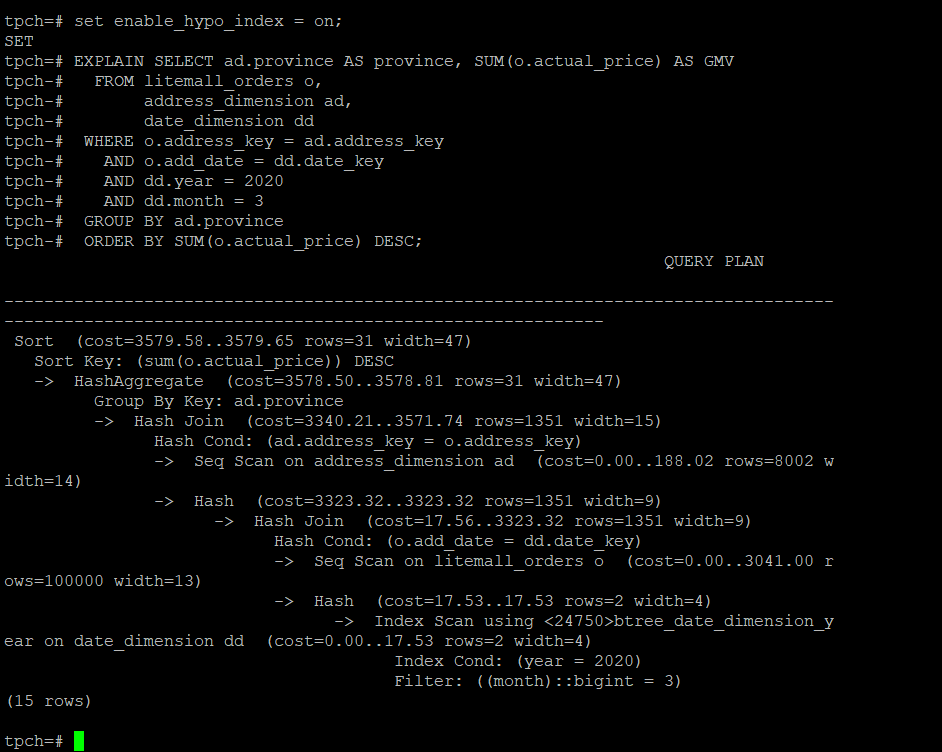 tpch=# set enable_hypo_index = on;
SET
tpch=# EXPLAIN SELECT ad.province AS province, SUM(o.actual_price) AS GMV
tpch-#   FROM litemall_orders o,
tpch-#        address_dimension ad,
tpch-#        date_dimension dd
tpch-#  WHERE o.address_key = ad.address_key
tpch-#    AND o.add_date = dd.date_key
tpch-#    AND dd.year = 2020
tpch-#    AND dd.month = 3
tpch-#  GROUP BY ad.province
tpch-#  ORDER BY SUM(o.actual_price) DESC;
                                                                  QUERY PLAN
-----------------------------------------------------------------------------------
------------------------------------------------------------
 Sort  (cost=3579.58..3579.65 rows=31 width=47)
   Sort Key: (sum(o.actual_price)) DESC
   ->  HashAggregate  (cost=3578.50..3578.81 rows=31 width=47)
         Group By Key: ad.province
         ->  Hash Join  (cost=3340.21..3571.74 rows=1351 width=15)
               Hash Cond: (ad.address_key = o.address_key)
               ->  Seq Scan on address_dimension ad  (cost=0.00..188.02 rows=8002 w
idth=14)
               ->  Hash  (cost=3323.32..3323.32 rows=1351 width=9)
                     ->  Hash Join  (cost=17.56..3323.32 rows=1351 width=9)
                           Hash Cond: (o.add_date = dd.date_key)
                           ->  Seq Scan on litemall_orders o  (cost=0.00..3041.00 r
ows=100000 width=13)
                           ->  Hash  (cost=17.53..17.53 rows=2 width=4)
                                 ->  Index Scan using <24750>btree_date_dimension_y
ear on date_dimension dd  (cost=0.00..17.53 rows=2 width=4)
                                       Index Cond: (year = 2020)
                                       Filter: ((month)::bigint = 3)
(15 rows)
tpch=#